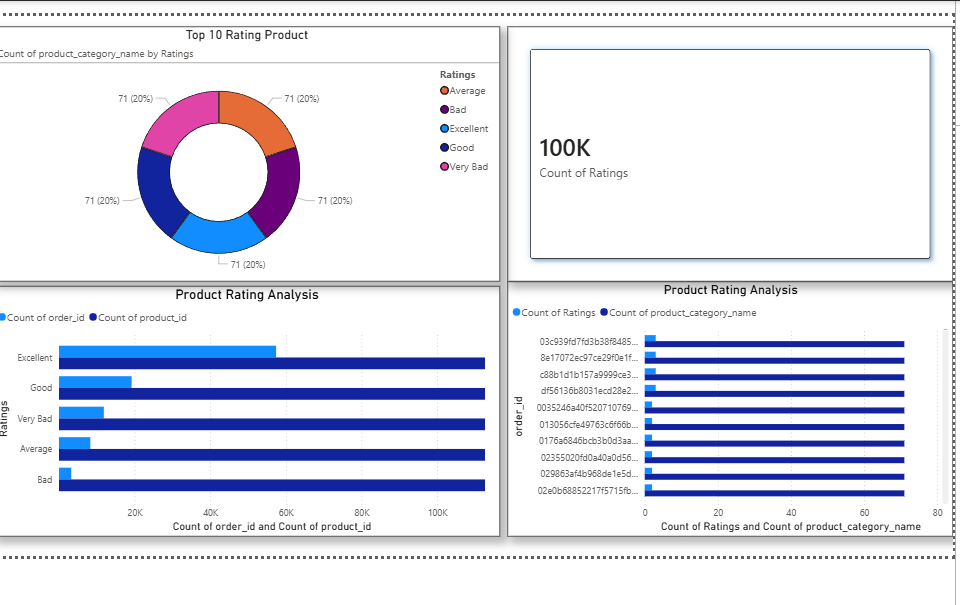 Top 10 Rating Product
Count of product_category_name by Ratings
Ratings
Average
Bad
Excellent
Good
Very Bad
71 (20%)
71 (20%)
71 (20%)
71 (20%)
71 (20%)
100K
Count of Ratings
Product Rating Analysis
Count of order_id Count of product_id
Ratings
Excellent
Good
Very Bad
Average
Bad
20K 40K 60K 80K 100K
Count of order_id and Count of product_id
Product Rating Analysis
Count of Ratings Count of product_category_name
order_id
03c939fd7fd3b38f8485...
8e17072ec97ce29f0e1f...
c88b1d1b157a9999ce3...
df56136b8031ecd28e2...
0035246a40f520710769...
013056cfe49763c6f66b...
0176a6846bcb3b0d3aa...
02355020fd0a40a0d56...
029863af4b968de1e5d...
02e0b68852217f5715fb...
0 20 40 60 80
Count of Ratings and Count of product_category_name